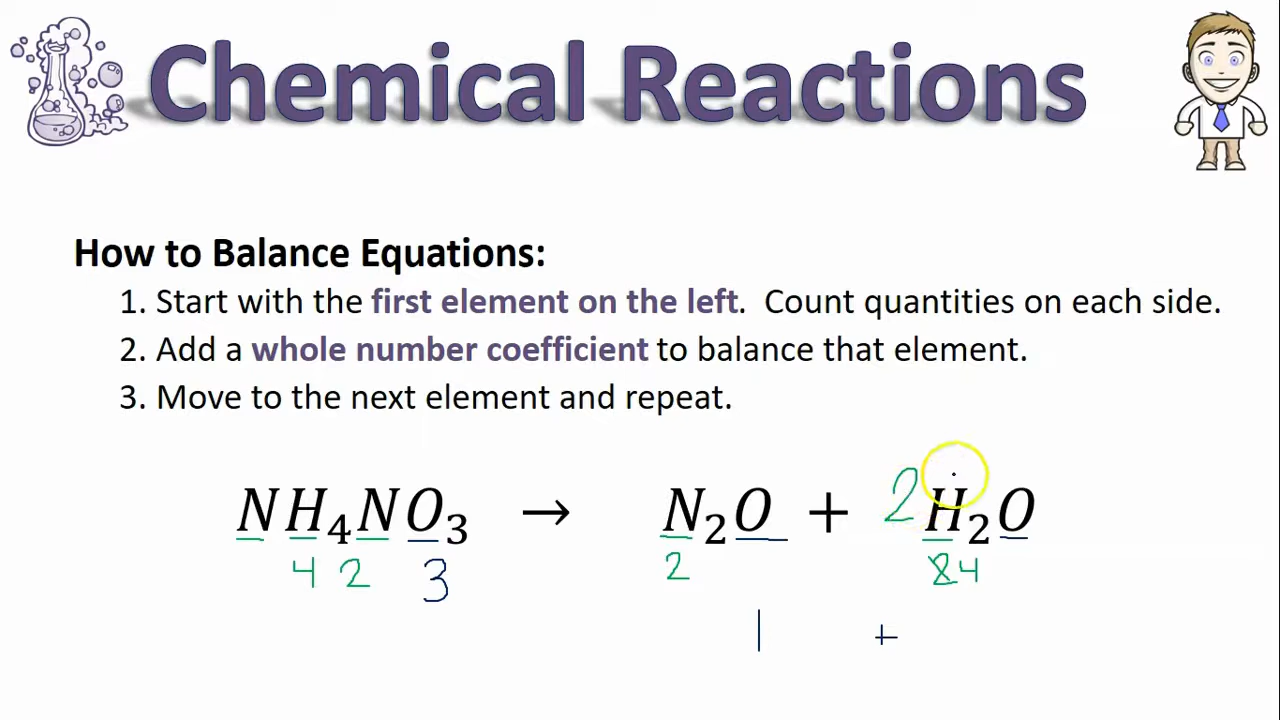 Chemical Reactions
How to Balance Equations:
1. Start with the first element on the left. Count quantities on each side.
2. Add a whole number coefficient to balance that element.
3. Move to the next element and repeat.
NH₄NO₃ → N₂O + 2H₂O
4 2 3 2 2 4
1 +